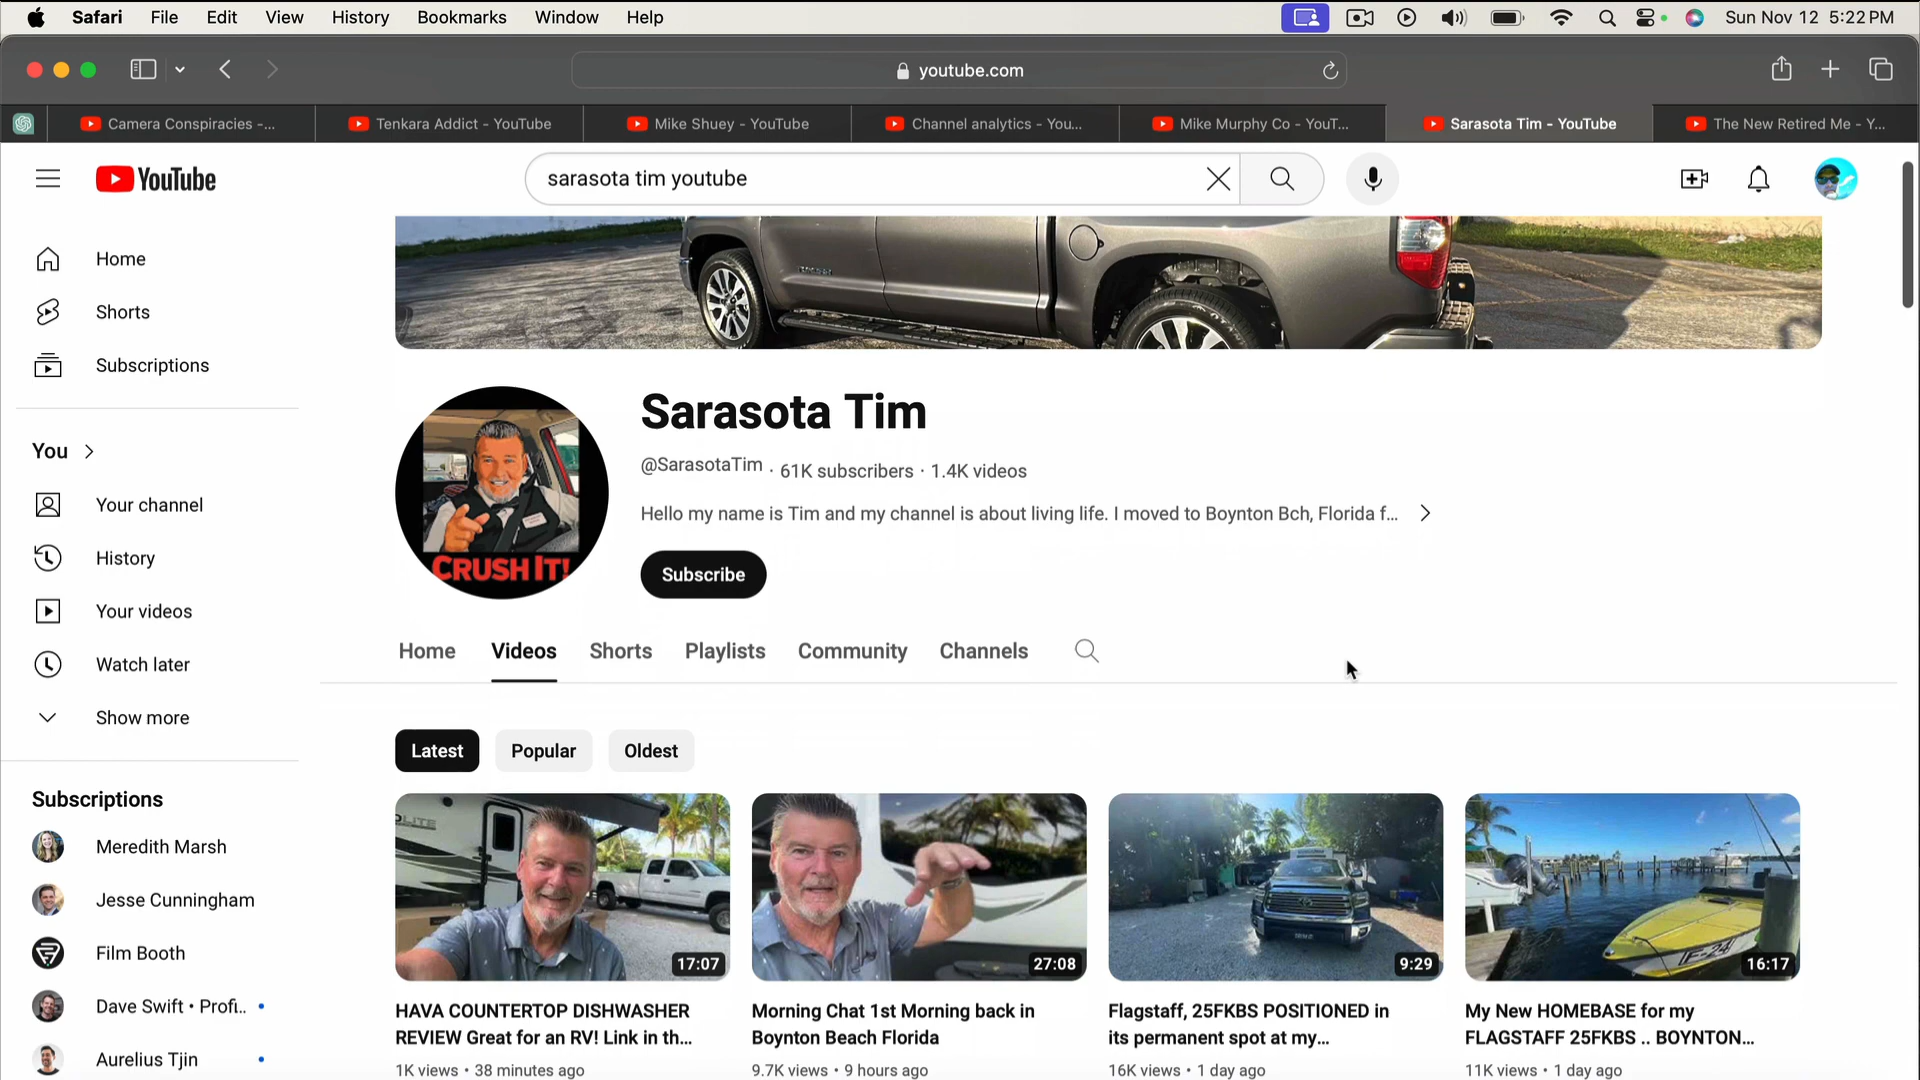 Safari File Edit View History Bookmarks Window Help Sun Nov 12 5:22 PM
youtube.com
Camera Conspiracies -... Tenkara Addict - YouTube Mike Shuey - YouTube Channel analytics - You... Mike Murphy Co - YouT... Sarasota Tim - YouTube The New Retired Me - Y...
YouTube
sarasota tim youtube
Home
Shorts
Subscriptions
You
Your channel
History
Your videos
Watch later
Show more
Subscriptions
Meredith Marsh
Jesse Cunningham
Film Booth
Dave Swift • Profi..
Aurelius Tjin
CRUSH IT!
Sarasota Tim
@SarasotaTim · 61K subscribers · 1.4K videos
Hello my name is Tim and my channel is about living life. I moved to Boynton Bch, Florida f...
Subscribe
Home Videos Shorts Playlists Community Channels
Latest Popular Oldest
17:07
HAVA COUNTERTOP DISHWASHER
REVIEW Great for an RV! Link in th...
1K views • 38 minutes ago
27:08
Morning Chat 1st Morning back in
Boynton Beach Florida
9.7K views • 9 hours ago
9:29
Flagstaff, 25FKBS POSITIONED in
its permanent spot at my...
16K views • 1 day ago
16:17
My New HOMEBASE for my
FLAGSTAFF 25FKBS .. BOYNTON...
11K views • 1 day ago